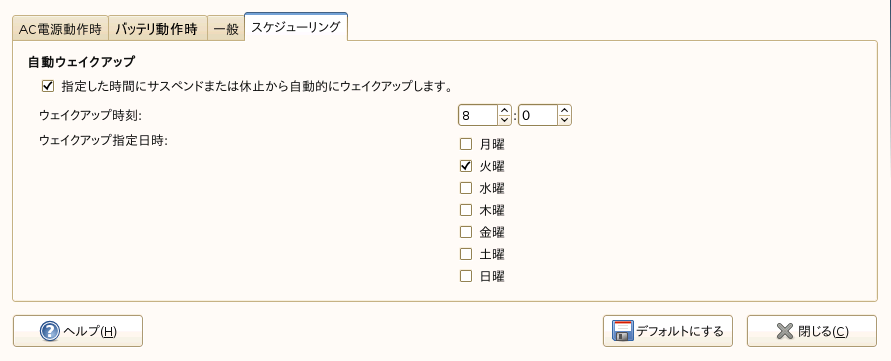 AC電源動作時 バッテリ動作時 一般 スケジューリング
自動ウェイクアップ
指定した時間にサスペンドまたは休止から自動的にウェイクアップします。
ウェイクアップ時刻: 8 : 0
ウェイクアップ指定日時:
月曜
火曜
水曜
木曜
金曜
土曜
日曜
ヘルプ(H) デフォルトにする 閉じる(C)